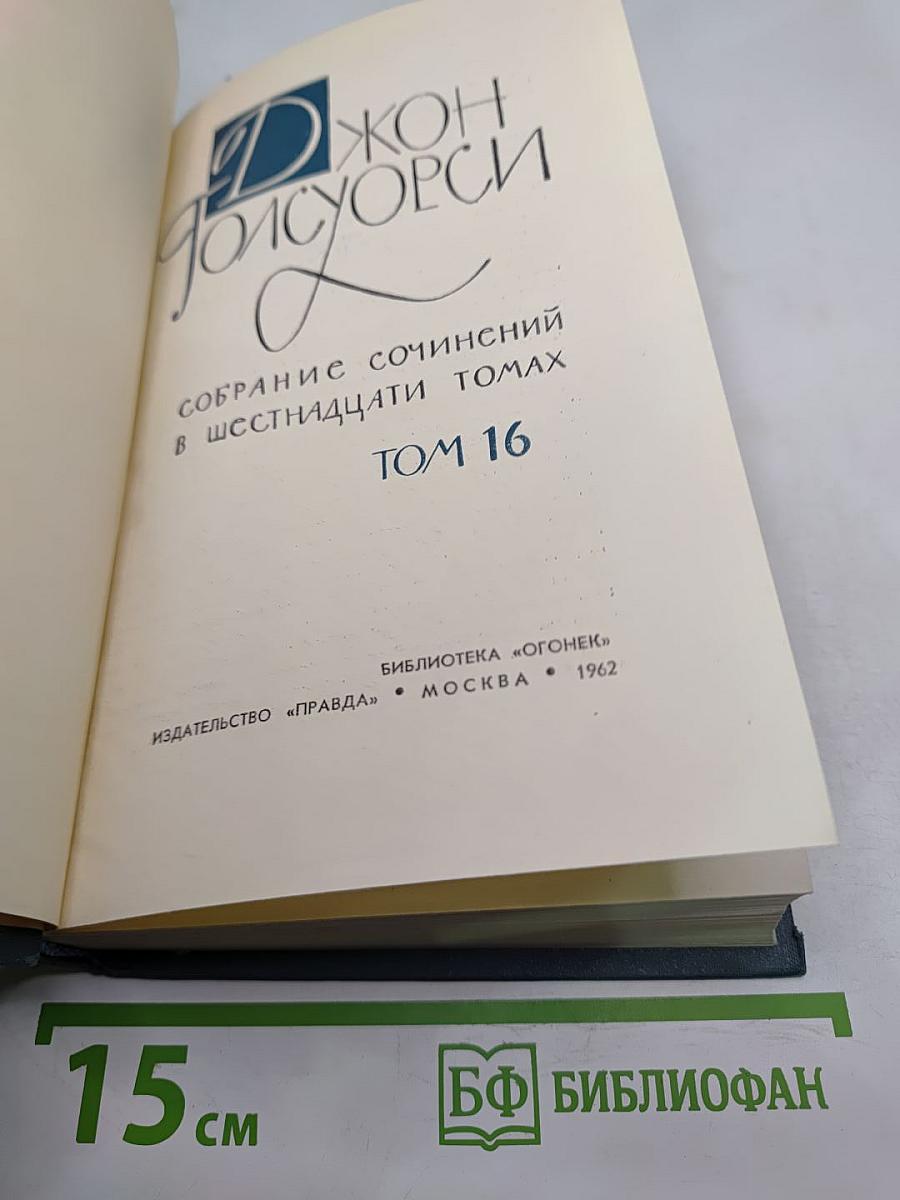 Джон
Голсуорси
СОБРАНИЕ СОЧИНЕНИЙ
В ШЕСТНАДЦАТИ ТОМАХ
ТОМ 16
БИБЛИОТЕКА «ОГОНЕК»
ИЗДАТЕЛЬСТВО «ПРАВДА» • МОСКВА • 1962
15 см
БФ БИБЛИОФАН